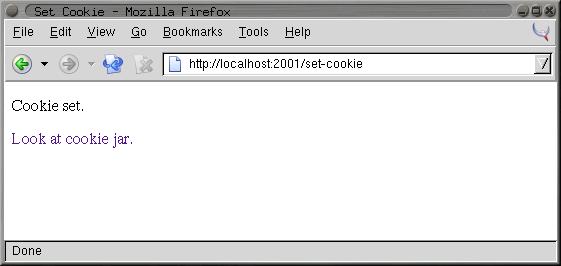 Set Cookie - Mozilla Firefox
File Edit View Go Bookmarks Tools Help
http://localhost:2001/set-cookie
Cookie set.
Look at cookie jar.
Done